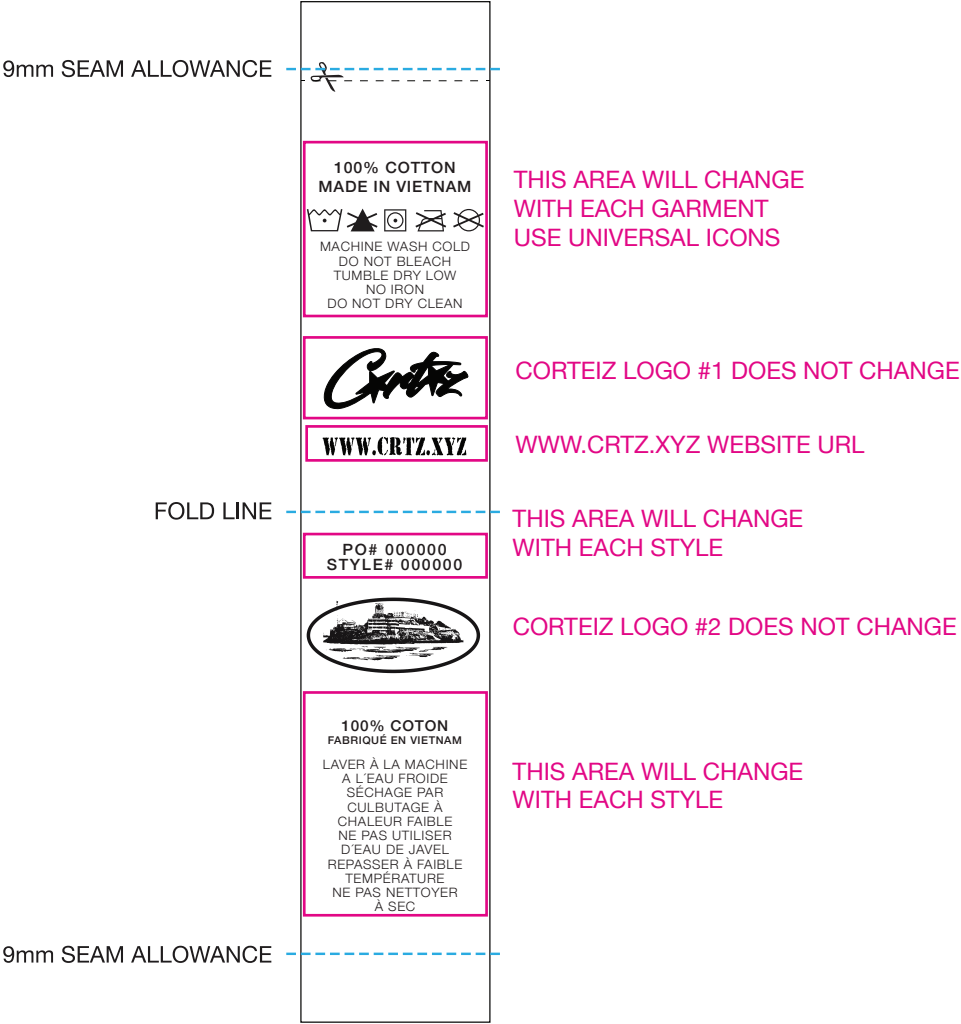 9mm SEAM ALLOWANCE
100% COTTON
MADE IN VIETNAM
MACHINE WASH COLD
DO NOT BLEACH
TUMBLE DRY LOW
NO IRON
DO NOT DRY CLEAN
THIS AREA WILL CHANGE
WITH EACH GARMENT
USE UNIVERSAL ICONS
Crtz
CORTEIZ LOGO #1 DOES NOT CHANGE
WWW.CRTZ.XYZ
WWW.CRTZ.XYZ WEBSITE URL
FOLD LINE
THIS AREA WILL CHANGE
WITH EACH STYLE
PO# 000000
STYLE# 000000
CORTEIZ LOGO #2 DOES NOT CHANGE
100% COTON
FABRIQUÉ EN VIETNAM
LAVER À LA MACHINE
A L´EAU FROIDE
SÉCHAGE PAR
CULBUTAGE À
CHALEUR FAIBLE
NE PAS UTILISER
D´EAU DE JAVEL
REPASSER À FAIBLE
TEMPÉRATURE
NE PAS NETTOYER
À SEC
THIS AREA WILL CHANGE
WITH EACH STYLE
9mm SEAM ALLOWANCE